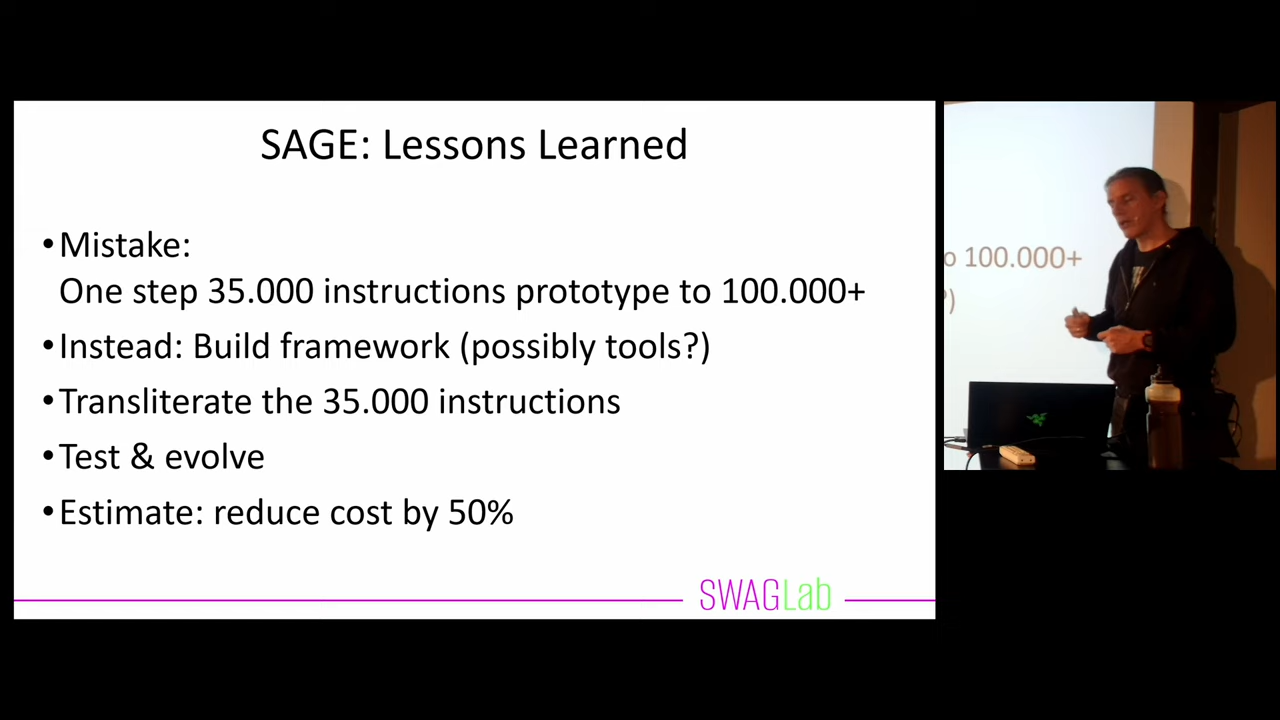 SAGE: Lessons Learned
•Mistake:
One step 35.000 instructions prototype to 100.000+
•Instead: Build framework (possibly tools?)
•Transliterate the 35.000 instructions
•Test & evolve
•Estimate: reduce cost by 50%
SWAGLab
o 100.000+
?)